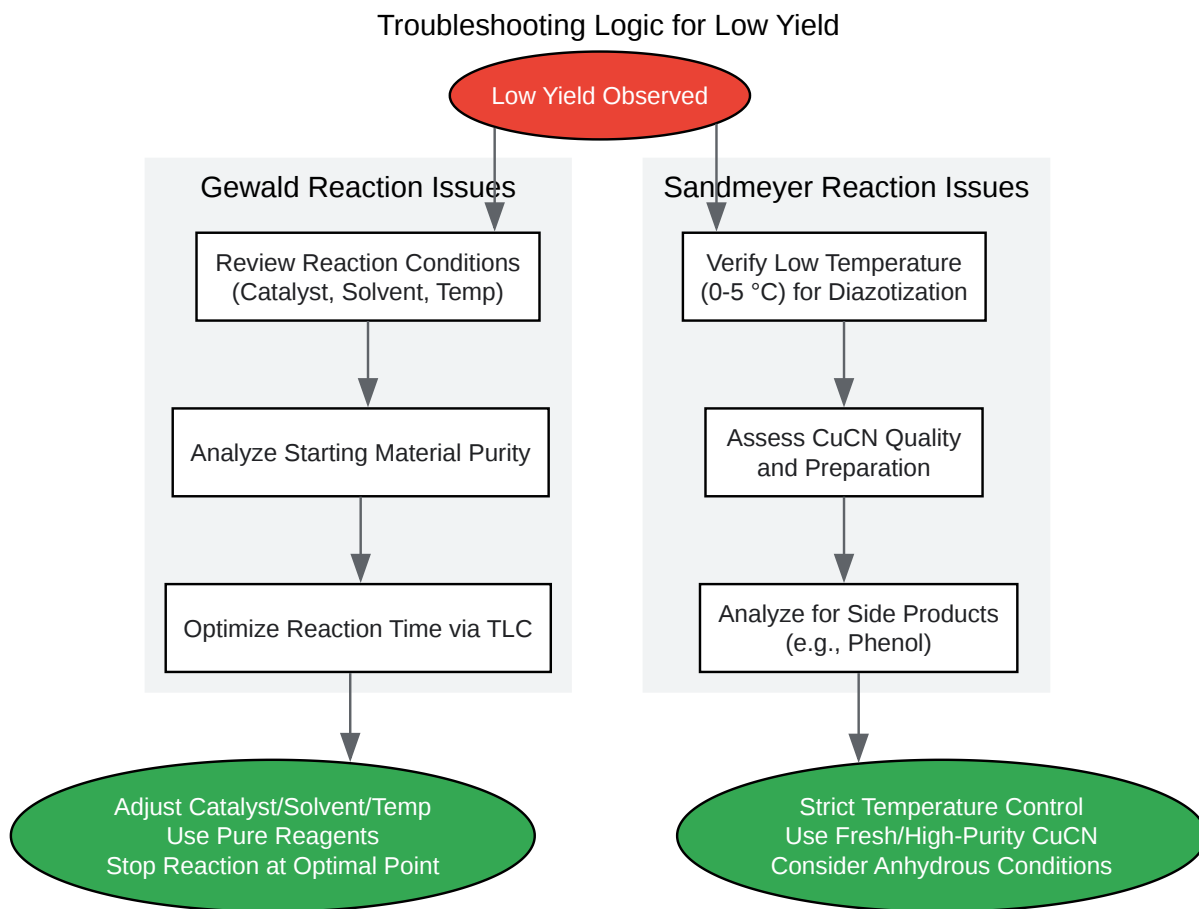 Troubleshooting Logic for Low Yield
Low Yield Observed
Gewald Reaction Issues
Review Reaction Conditions
(Catalyst, Solvent, Temp)
Analyze Starting Material Purity
Optimize Reaction Time via TLC
Adjust Catalyst/Solvent/Temp
Use Pure Reagents
Stop Reaction at Optimal Point
Sandmeyer Reaction Issues
Verify Low Temperature
(0-5 °C) for Diazotization
Assess CuCN Quality
and Preparation
Analyze for Side Products
(e.g., Phenol)
Strict Temperature Control
Use Fresh/High-Purity CuCN
Consider Anhydrous Conditions